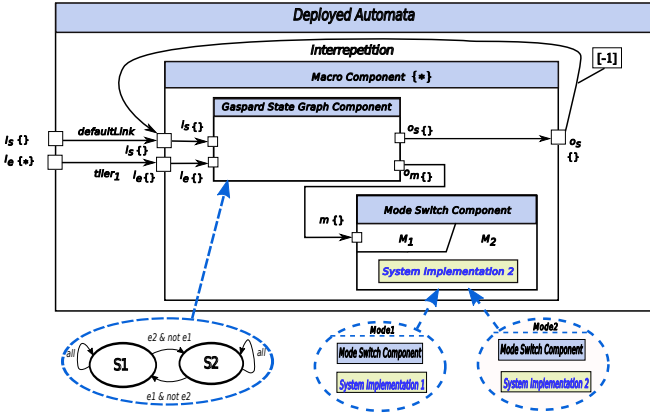 Deployed Automata
Interrepetition
[-1]
Macro Component {*}
Gaspard State Graph Component
Is {}
defaultLink
Is {}
Is {}
os {}
os {}
Ie {*}
tiler1
Ie {}
Ie {}
om {}
m {}
Mode Switch Component
M1
M2
System Implementation 2
all
S1
e2 & not e1
S2
all
e1 & not e2
Mode1
Mode Switch Component
System Implementation 1
Mode2
Mode Switch Component
System Implementation 2